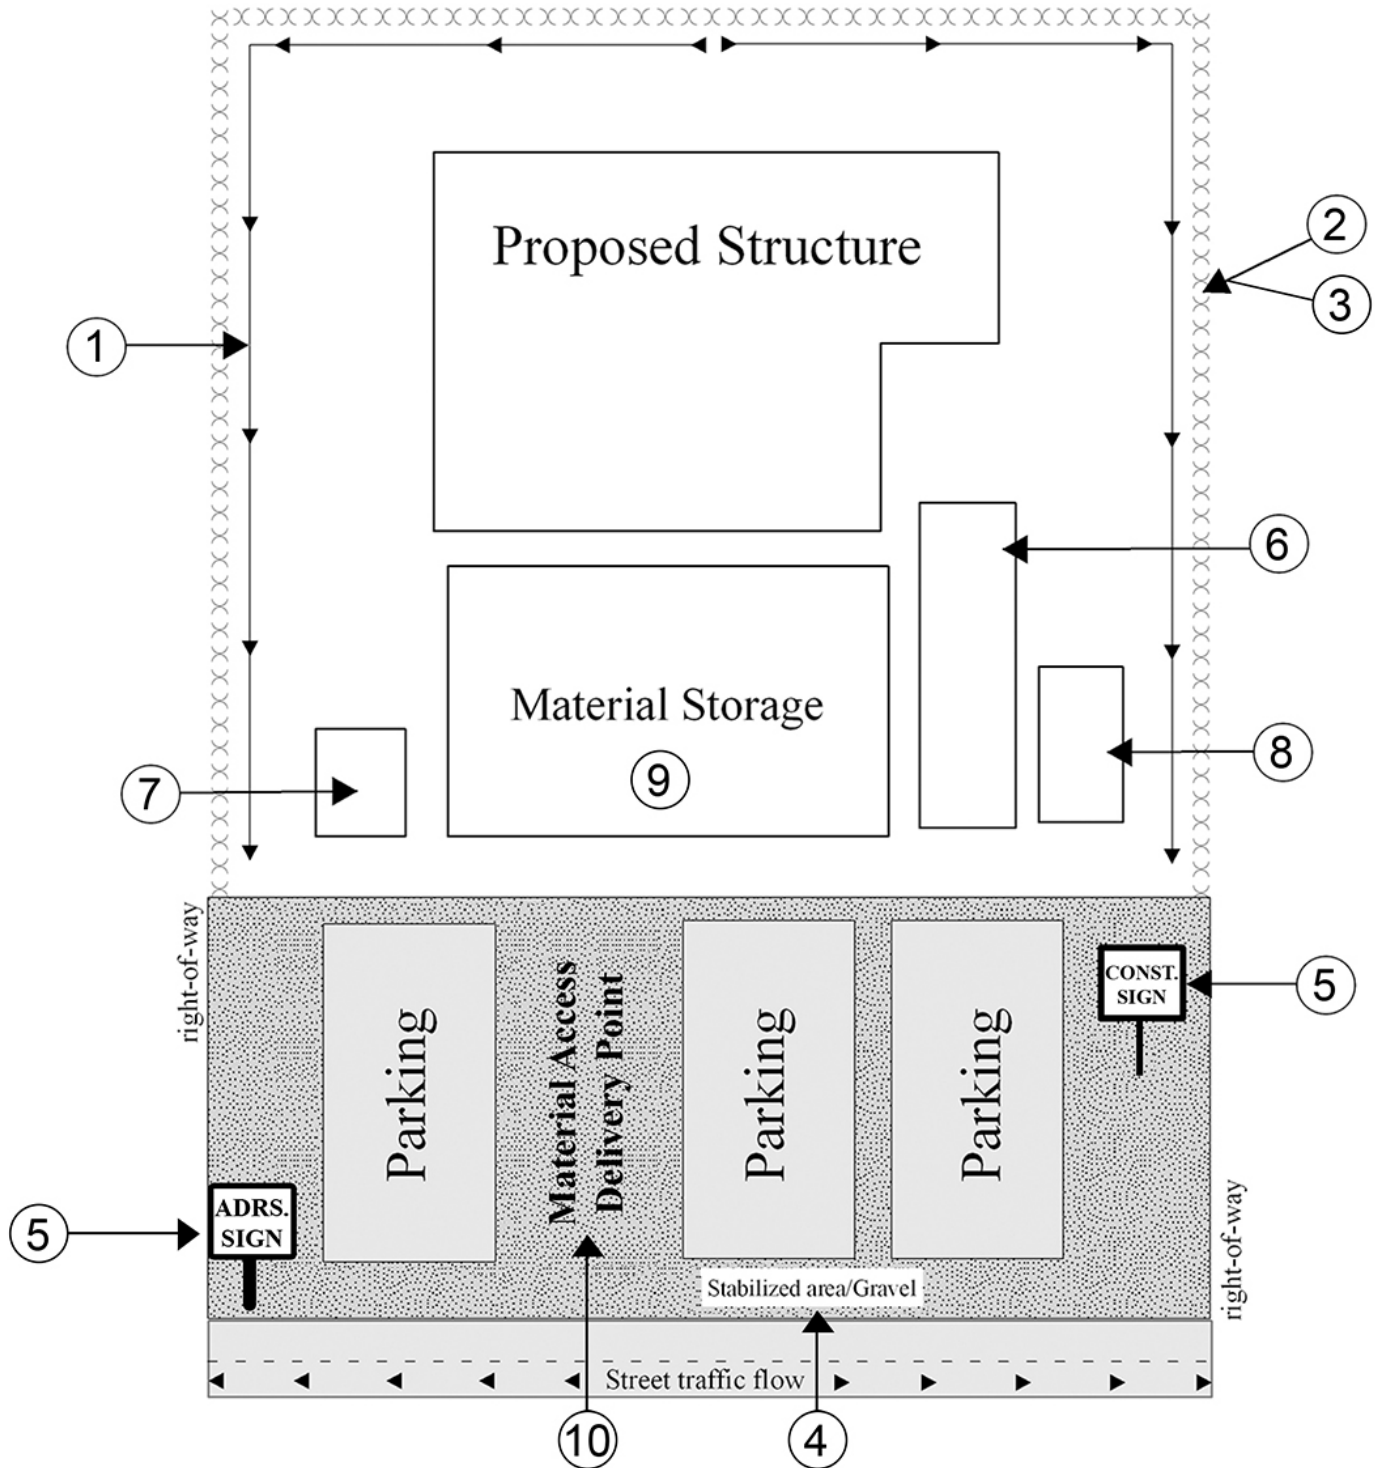 Proposed Structure
2
3
1
6
Material Storage
9
8
7
right-of-way
Parking
Material Access
Delivery Point
Parking
Parking
CONST.
SIGN
5
ADRS.
SIGN
5
Stabilized area/Gravel
right-of-way
Street traffic flow
10
4